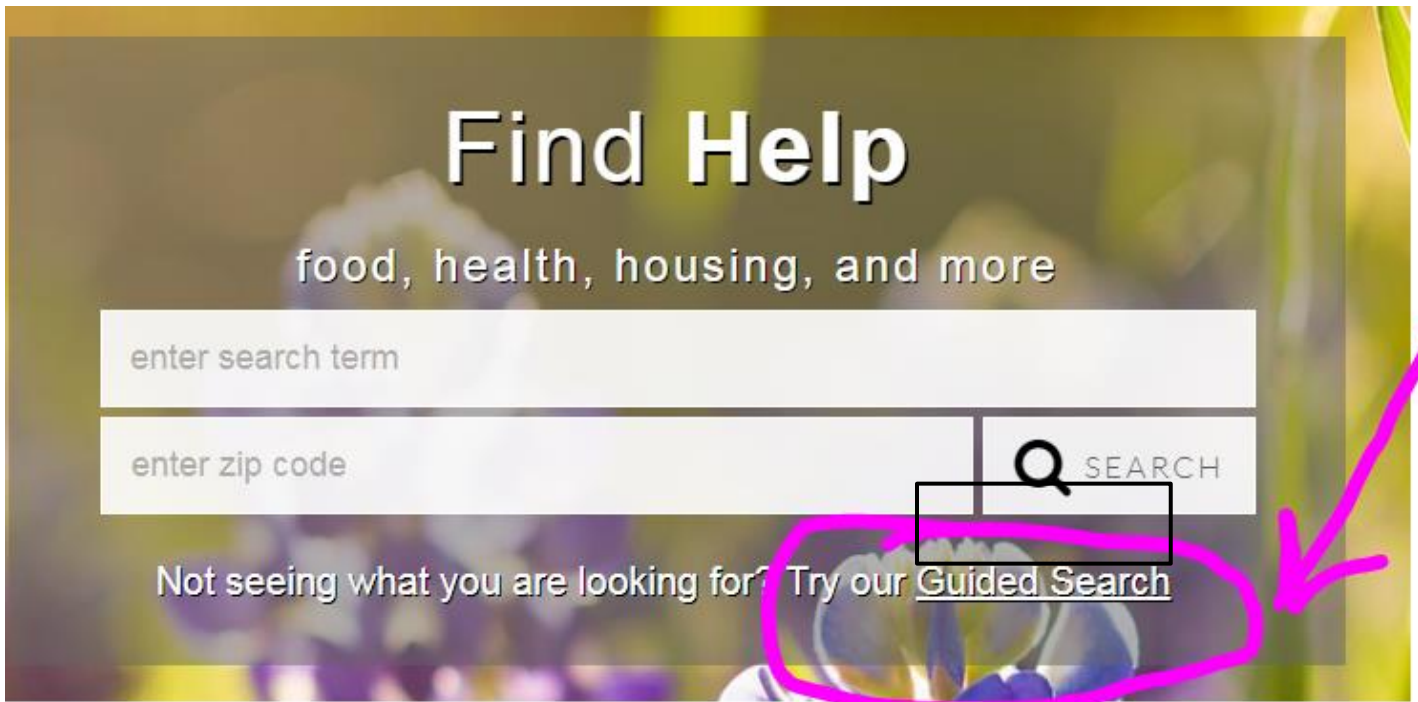 Find Help
food, health, housing, and more
enter search term
enter zip code
SEARCH
Not seeing what you are looking for? Try our Guided Search